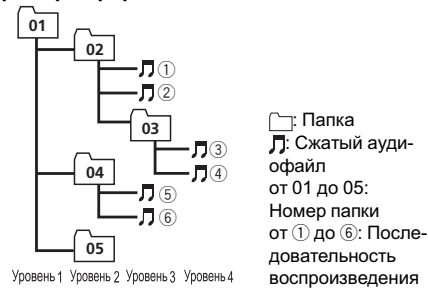 01
02
①
②
03
③
④
04
⑤
⑥
05
Уровень 1 Уровень 2 Уровень 3 Уровень 4
: Папка
: Сжатый ауди-
офайл
от 01 до 05:
Номер папки
от ① до ⑥: После-
довательность
воспроизведения